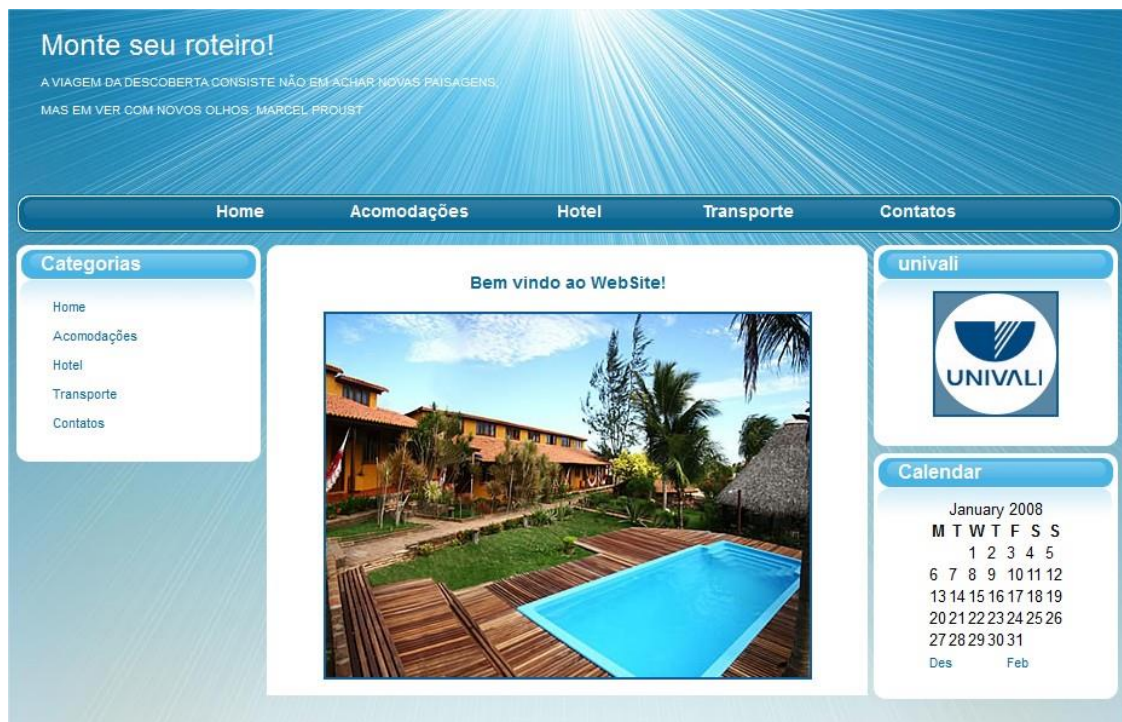 Monte seu roteiro!
A VIAGEM DA DESCOBERTA CONSISTE NÃO EM ACHAR NOVAS PAISAGENS,
MAS EM VER COM NOVOS OLHOS. MARCEL PROUST
Home Acomodações Hotel Transporte Contatos
Categorias
Home
Acomodações
Hotel
Transporte
Contatos
Bem vindo ao WebSite!
univali
UNIVALI
Calendar
January 2008
M T W T F S S
1 2 3 4 5
6 7 8 9 10 11 12
13 14 15 16 17 18 19
20 21 22 23 24 25 26
27 28 29 30 31
Des Feb